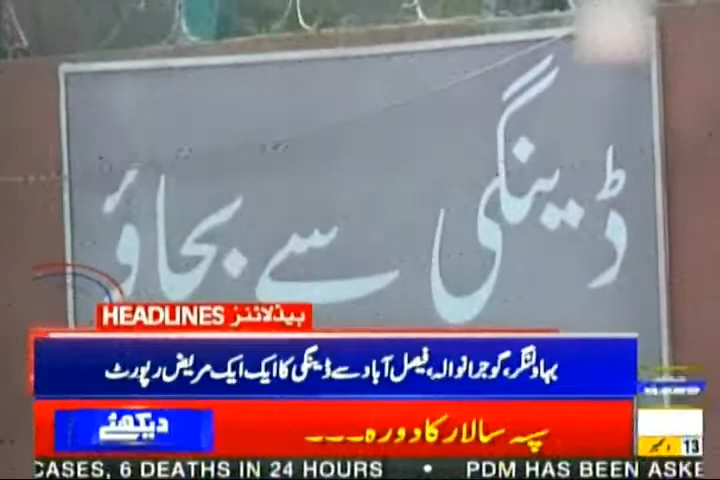 ڈینگی سے بچاؤ
HEADLINES ہیڈلائنز
بہاولنگر، گوجرانوالہ، فیصل آباد سے ڈینگی کا ایک ایک مریض رپورٹ
دیکھئے
سپہ سالار کا دورہ۔۔۔
13
CASES, 6 DEATHS IN 24 HOURS • PDM HAS BEEN ASKE